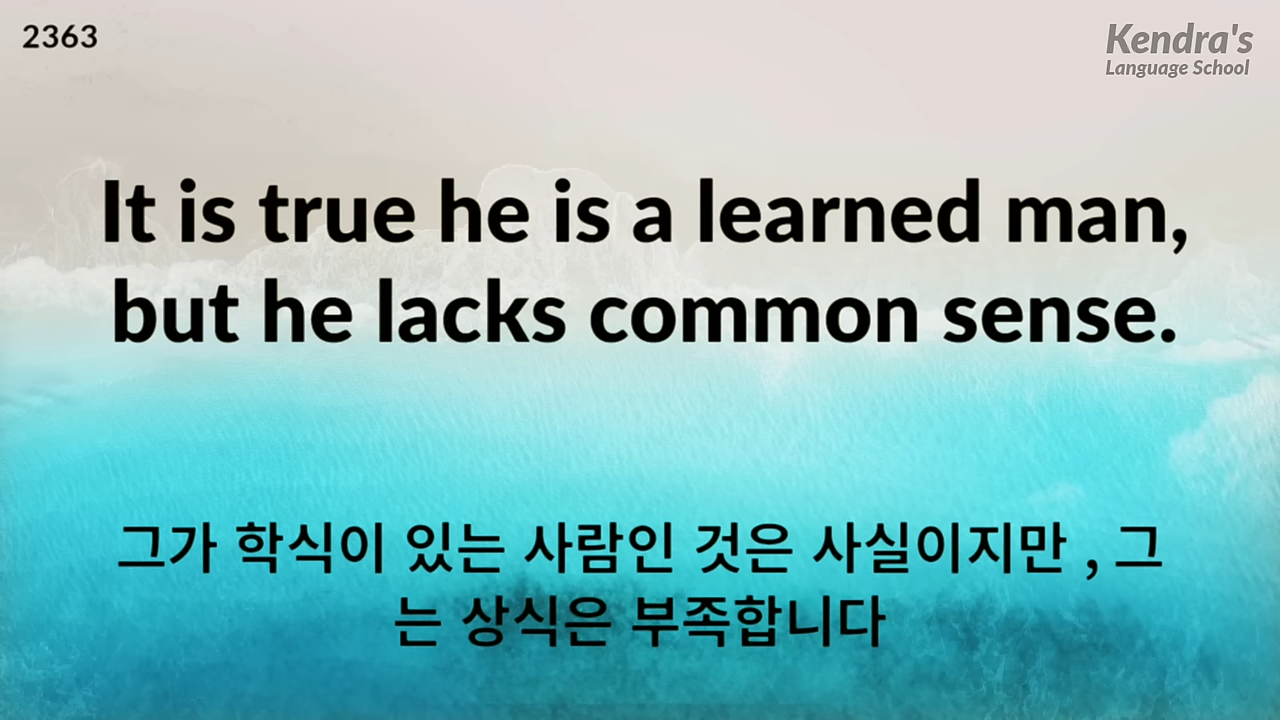 2363
Kendra's
Language School
It is true he is a learned man,
but he lacks common sense.
그가 학식이 있는 사람인 것은 사실이지만 , 그
는 상식은 부족합니다